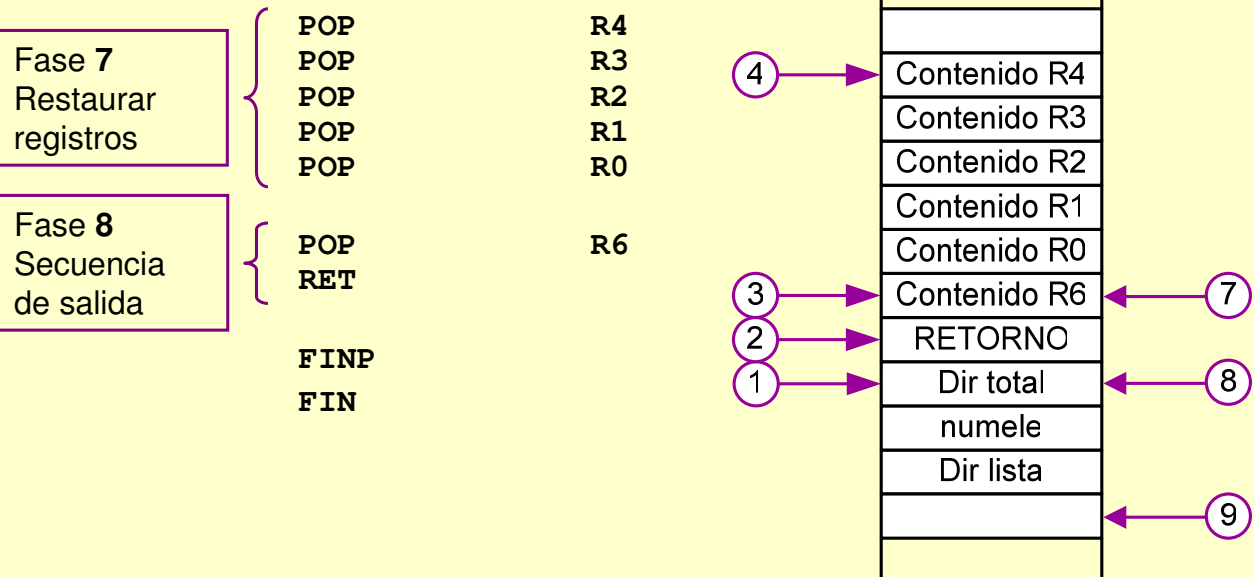 Fase 7
Restaurar
registros
POP R4
POP R3
POP R2
POP R1
POP R0
Fase 8
Secuencia
de salida
POP R6
RET
FINP
FIN
4 Contenido R4
Contenido R3
Contenido R2
Contenido R1
Contenido R0
3 Contenido R6 7
2 RETORNO
1 Dir total 8
numele
Dir lista
9